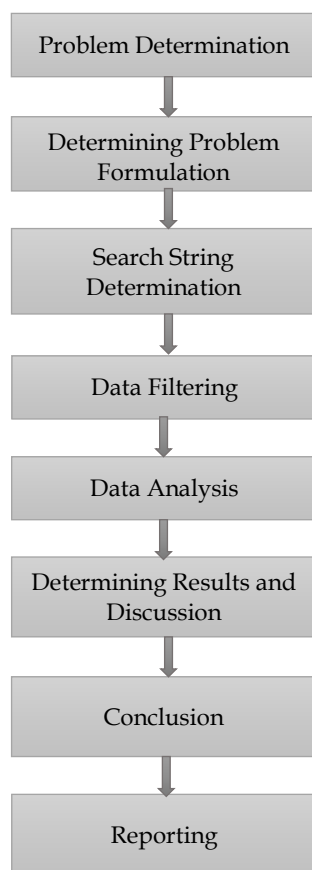 Problem Determination
Determining Problem
Formulation
Search String
Determination
Data Filtering
Data Analysis
Determining Results and
Discussion
Conclusion
Reporting